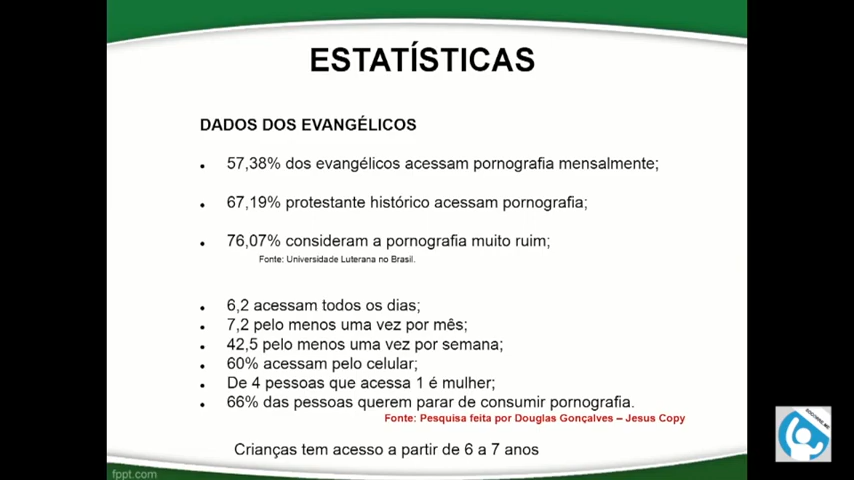 ESTATÍSTICAS
DADOS DOS EVANGÉLICOS
• 57,38% dos evangélicos acessam pornografia mensalmente;
• 67,19% protestante histórico acessam pornografia;
• 76,07% consideram a pornografia muito ruim;
Fonte: Universidade Luterana no Brasil.
• 6,2 acessam todos os dias;
• 7,2 pelo menos uma vez por mês;
• 42,5 pelo menos uma vez por semana;
• 60% acessam pelo celular;
• De 4 pessoas que acessa 1 é mulher;
• 66% das pessoas querem parar de consumir pornografia.
Fonte: Pesquisa feita por Douglas Gonçalves – Jesus Copy
Crianças tem acesso a partir de 6 a 7 anos
fppt.com